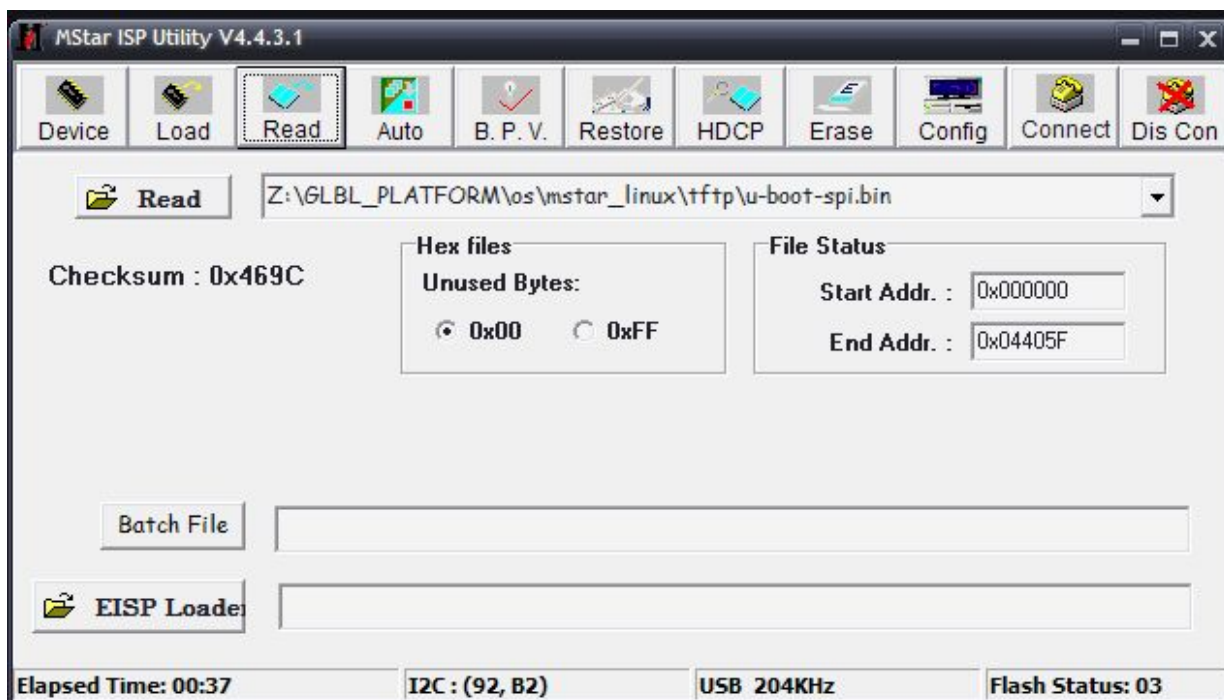 MStar ISP Utility V4.4.3.1
Device Load Read Auto B. P. V. Restore HDCP Erase Config Connect Dis Con
Read Z:\GLBL_PLATFORM\os\mstar_linux\tftp\u-boot-spi.bin
Checksum : 0x469C
Hex files
Unused Bytes:
0x00 0xFF
File Status
Start Addr. : 0x000000
End Addr. : 0x04405F
Batch File
EISP Loader
Elapsed Time: 00:37 I2C : (92, B2) USB 204KHz Flash Status: 03